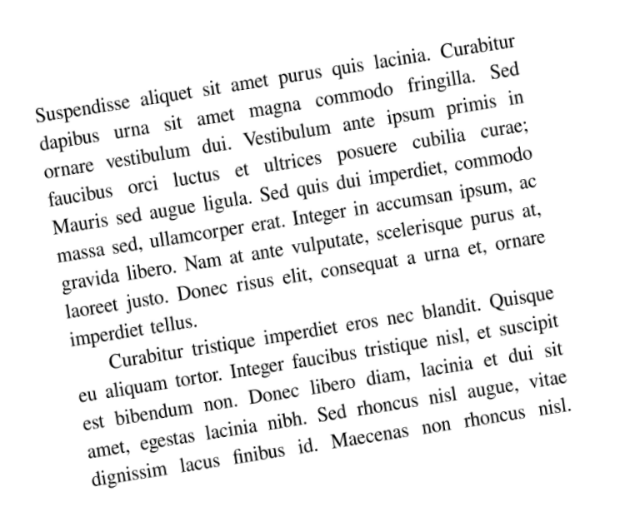 Suspendisse aliquet sit amet purus quis lacinia. Curabitur
dapibus urna sit amet magna commodo fringilla. Sed
ornare vestibulum dui. Vestibulum ante ipsum primis in
faucibus orci luctus et ultrices posuere cubilia curae;
Mauris sed augue ligula. Sed quis dui imperdiet, commodo
massa sed, ullamcorper erat. Integer in accumsan ipsum, ac
gravida libero. Nam at ante vulputate, scelerisque purus at,
laoreet justo. Donec risus elit, consequat a urna et, ornare
imperdiet tellus.
Curabitur tristique imperdiet eros nec blandit. Quisque
eu aliquam tortor. Integer faucibus tristique nisl, et suscipit
est bibendum non. Donec libero diam, lacinia et dui sit
amet, egestas lacinia nibh. Sed rhoncus nisl augue, vitae
dignissim lacus finibus id. Maecenas non rhoncus nisl.